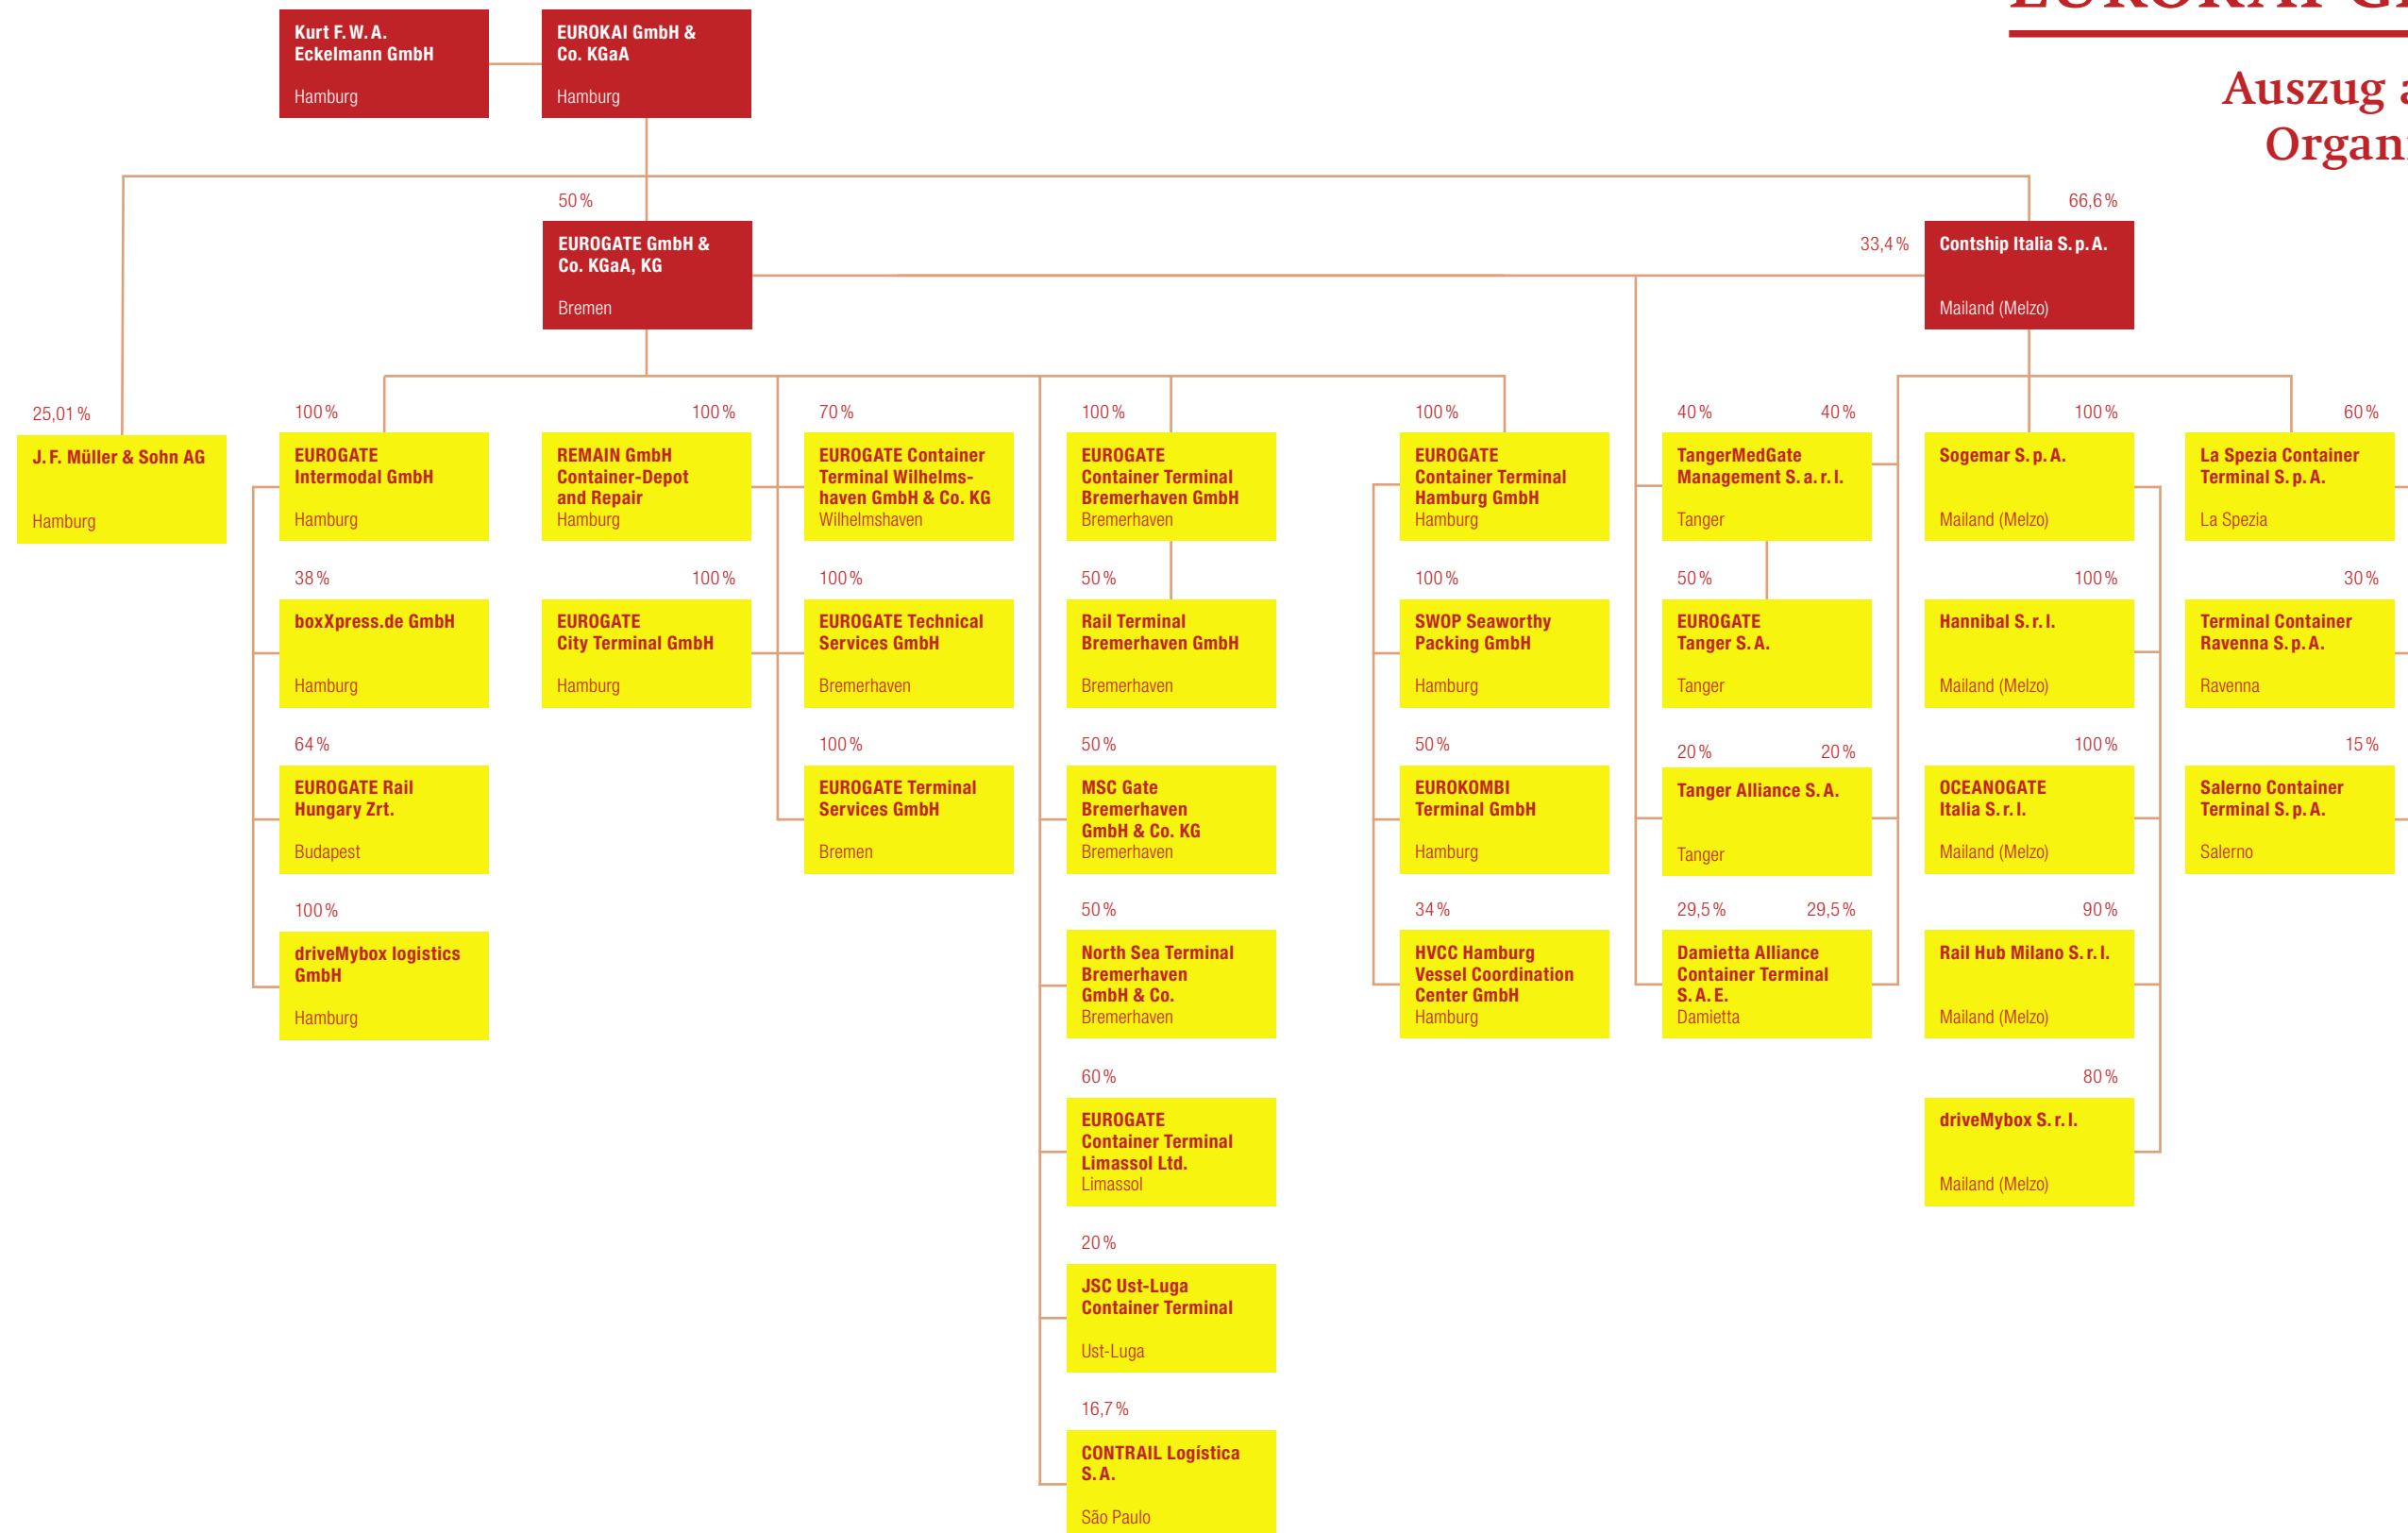 Kurt F. W. A.
Eckelmann GmbH
Hamburg
EUROKAI GmbH &
Co. KGaA
Hamburg
Auszug
50 %
EUROGATE GmbH &
Co. KGaA, KG
Bremen
66,6 %
33,4 %
Contship Italia S. p. A.
Mailand (Melzo)
25,01 %
J. F. Müller & Sohn AG
Hamburg
100 %
EUROGATE
Intermodal GmbH
Hamburg
38 %
boxXpress.de GmbH
Hamburg
64 %
EUROGATE Rail
Hungary Zrt.
Budapest
100 %
driveMybox logistics
GmbH
Hamburg
100 %
REMAIN GmbH
Container-Depot
and Repair
Hamburg
100 %
EUROGATE
City Terminal GmbH
Hamburg
70 %
EUROGATE Container
Terminal Wilhelms-
haven GmbH & Co. KG
Wilhelmshaven
100 %
EUROGATE Technical
Services GmbH
Bremerhaven
100 %
EUROGATE Terminal
Services GmbH
Bremen
100 %
EUROGATE
Container Terminal
Bremerhaven GmbH
Bremerhaven
50 %
Rail Terminal
Bremerhaven GmbH
Bremerhaven
50 %
MSC Gate
Bremerhaven
GmbH & Co. KG
Bremerhaven
50 %
North Sea Terminal
Bremerhaven
GmbH & Co.
Bremerhaven
60 %
EUROGATE
Container Terminal
Limassol Ltd.
Limassol
20 %
JSC Ust-Luga
Container Terminal
Ust-Luga
16,7 %
CONTRAIL Logística
S. A.
São Paulo
100 %
EUROGATE
Container Terminal
Hamburg GmbH
Hamburg
100 %
SWOP Seaworthy
Packing GmbH
Hamburg
50 %
EUROKOMBI
Terminal GmbH
Hamburg
34 %
HVCC Hamburg
Vessel Coordination
Center GmbH
Hamburg
40 % 40 %
TangerMedGate
Management S. a. r. l.
Tanger
50 %
EUROGATE
Tanger S. A.
Tanger
20 % 20 %
Tanger Alliance S. A.
Tanger
29,5 % 29,5 %
Damietta Alliance
Container Terminal
S. A. E.
Damietta
100 %
Sogemar S. p. A.
Mailand (Melzo)
100 %
Hannibal S. r. l.
Mailand (Melzo)
100 %
OCEANOGATE
Italia S. r. l.
Mailand (Melzo)
90 %
Rail Hub Milano S. r. l.
Mailand (Melzo)
80 %
driveMybox S. r. l.
Mailand (Melzo)
60 %
La Spezia Container
Terminal S. p. A.
La Spezia
30 %
Terminal Container
Ravenna S. p. A.
Ravenna
15 %
Salerno Container
Terminal S. p. A.
Salerno